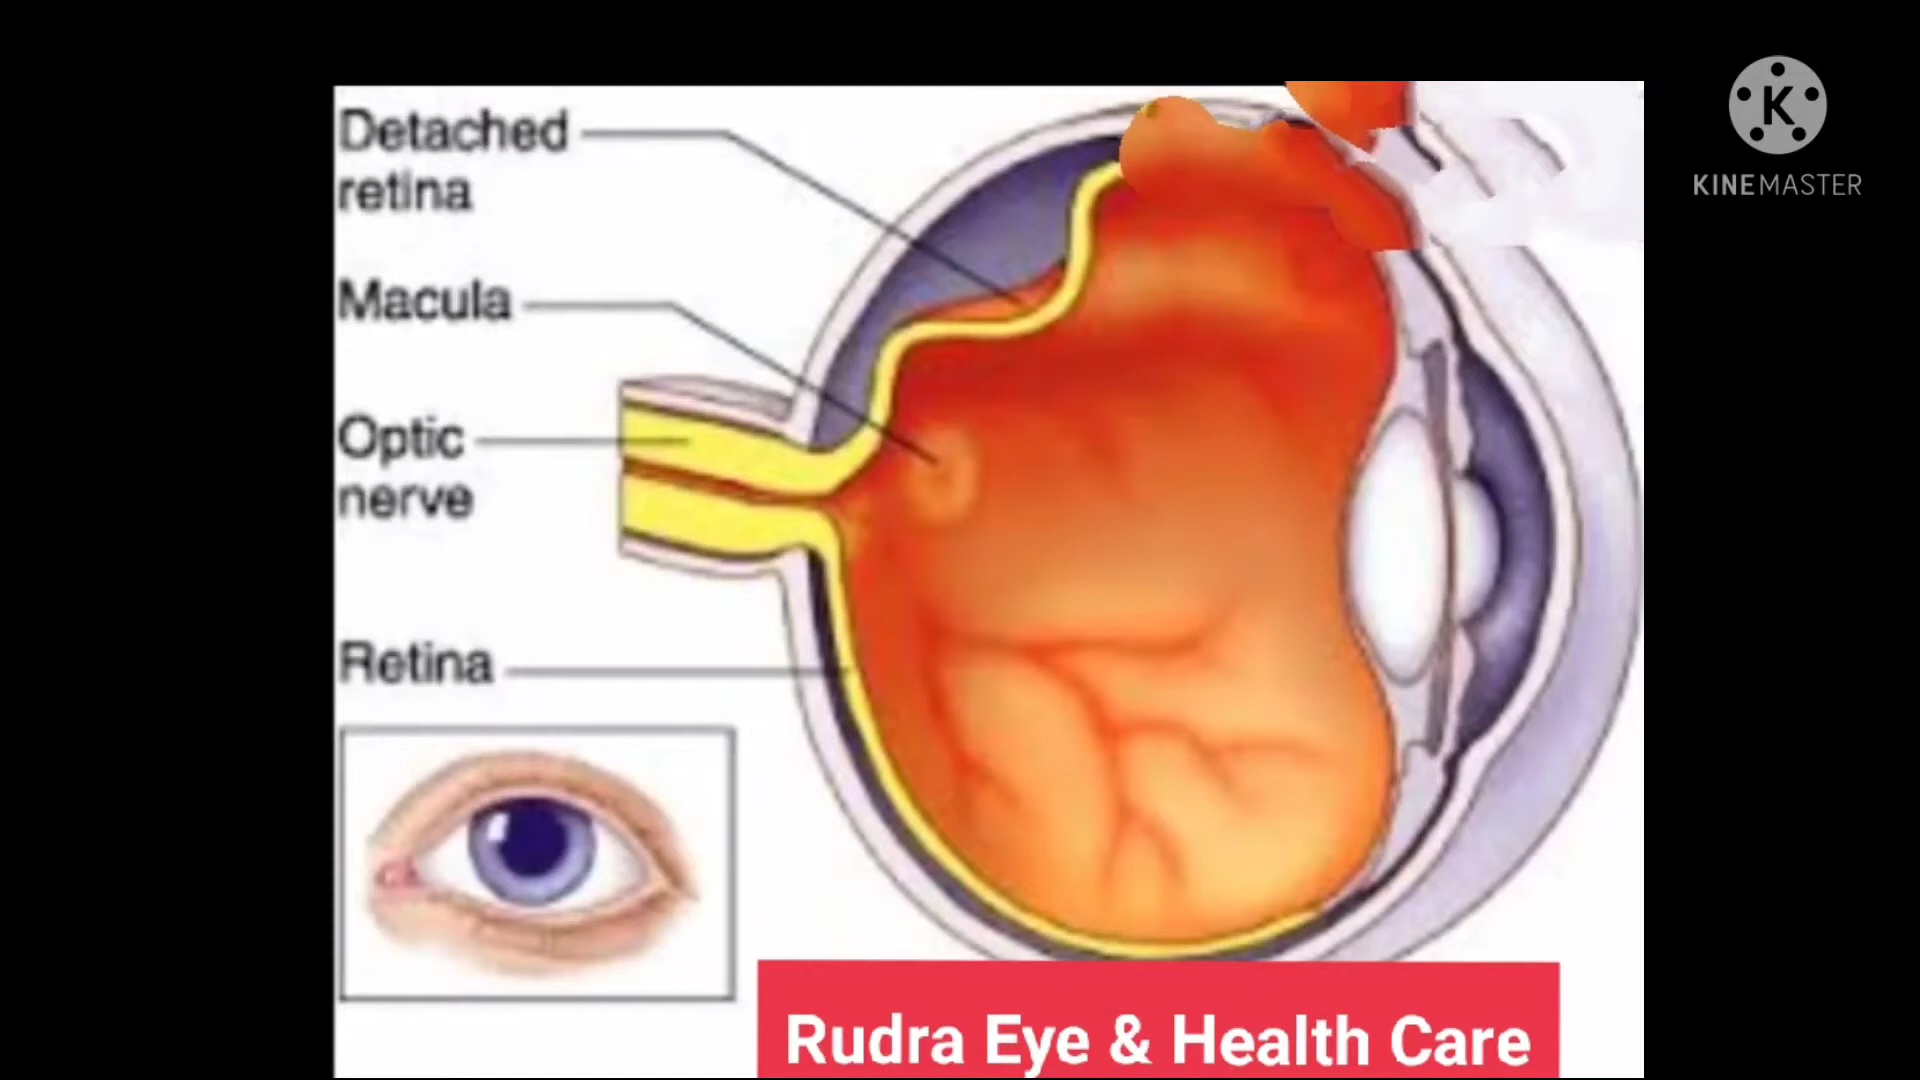 Detached
retina
Macula
Optic
nerve
Retina
K
KINEMASTER
Rudra Eye & Health Care